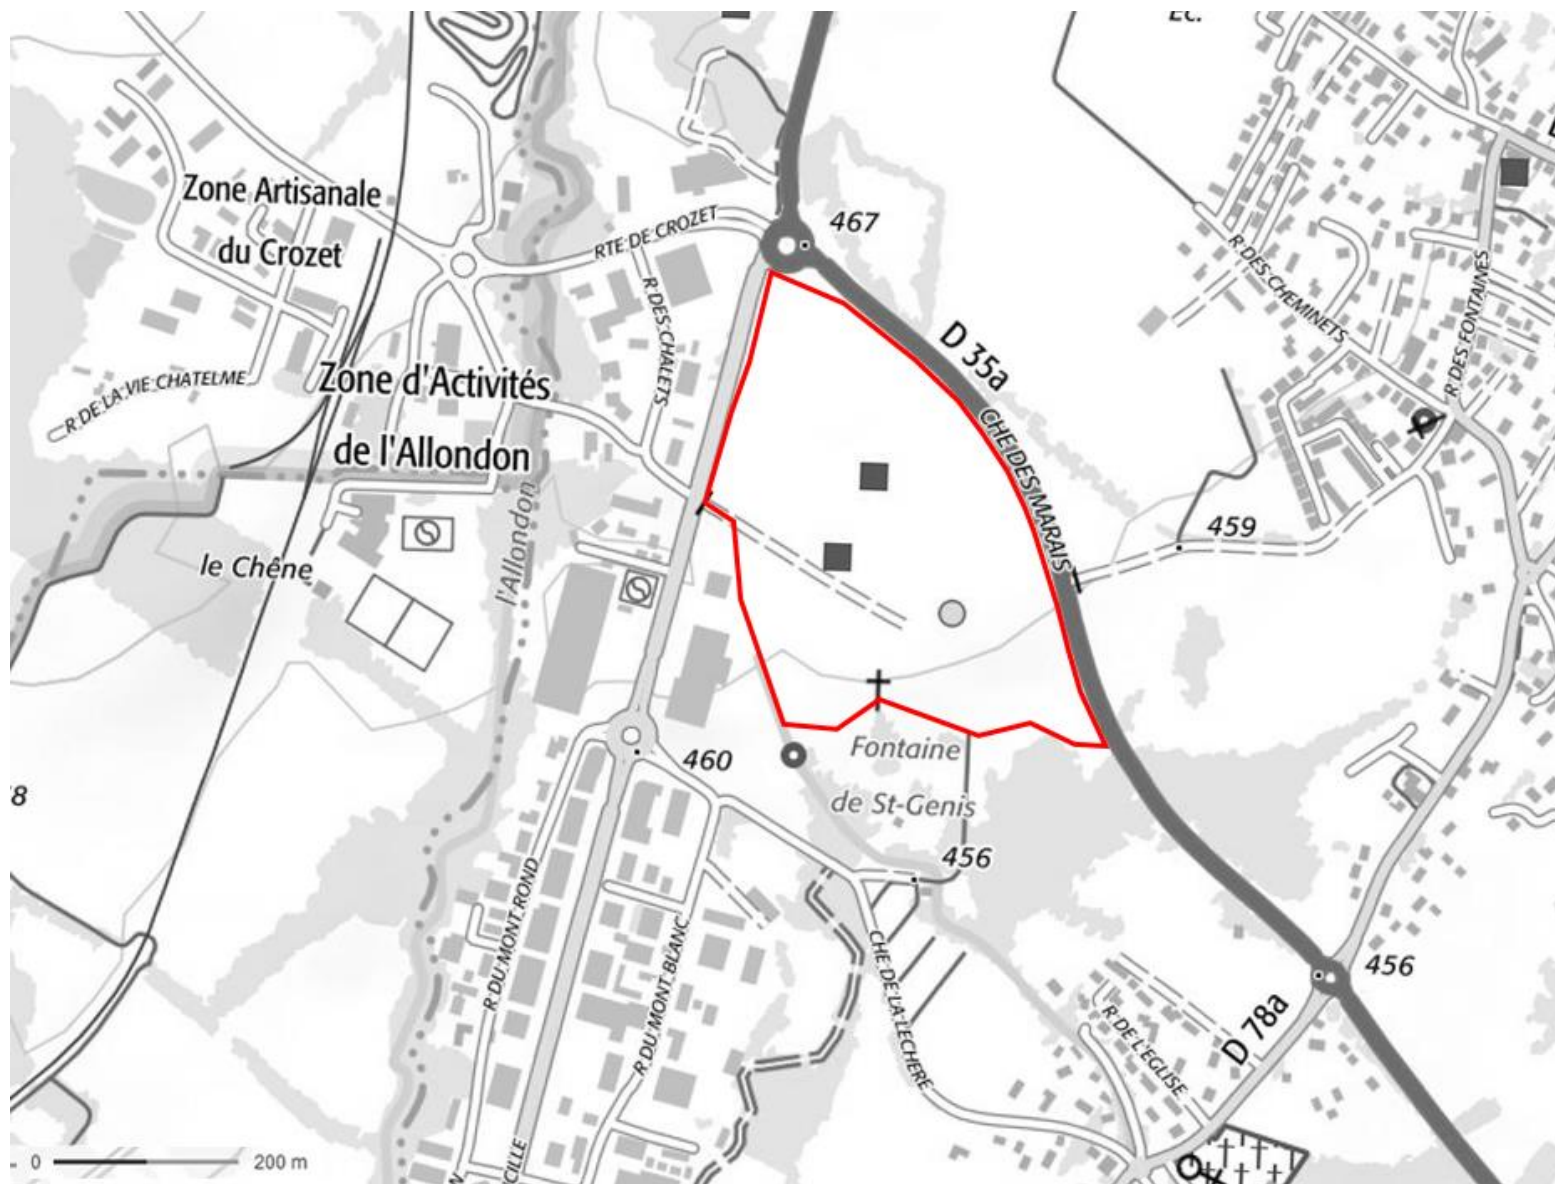 Ec.
467
RTE DE CROZET
Zone Artisanale
du Crozet
R DES CHEMINETS
R DES FONTAINES
R DES CHALETS
D 35a
Zone d'Activités
de l'Allondon
R DE LA VIE CHATELME
CHE DES MARAIS
l'Allondon
459
le Chêne
460
Fontaine
de St-Genis
8
456
R DU MONT ROND
R DU MONT BLANC
CHE DE LA LECHERE
456
D 78a
R DE L'EGLISE
0
200 m
CILLE
N